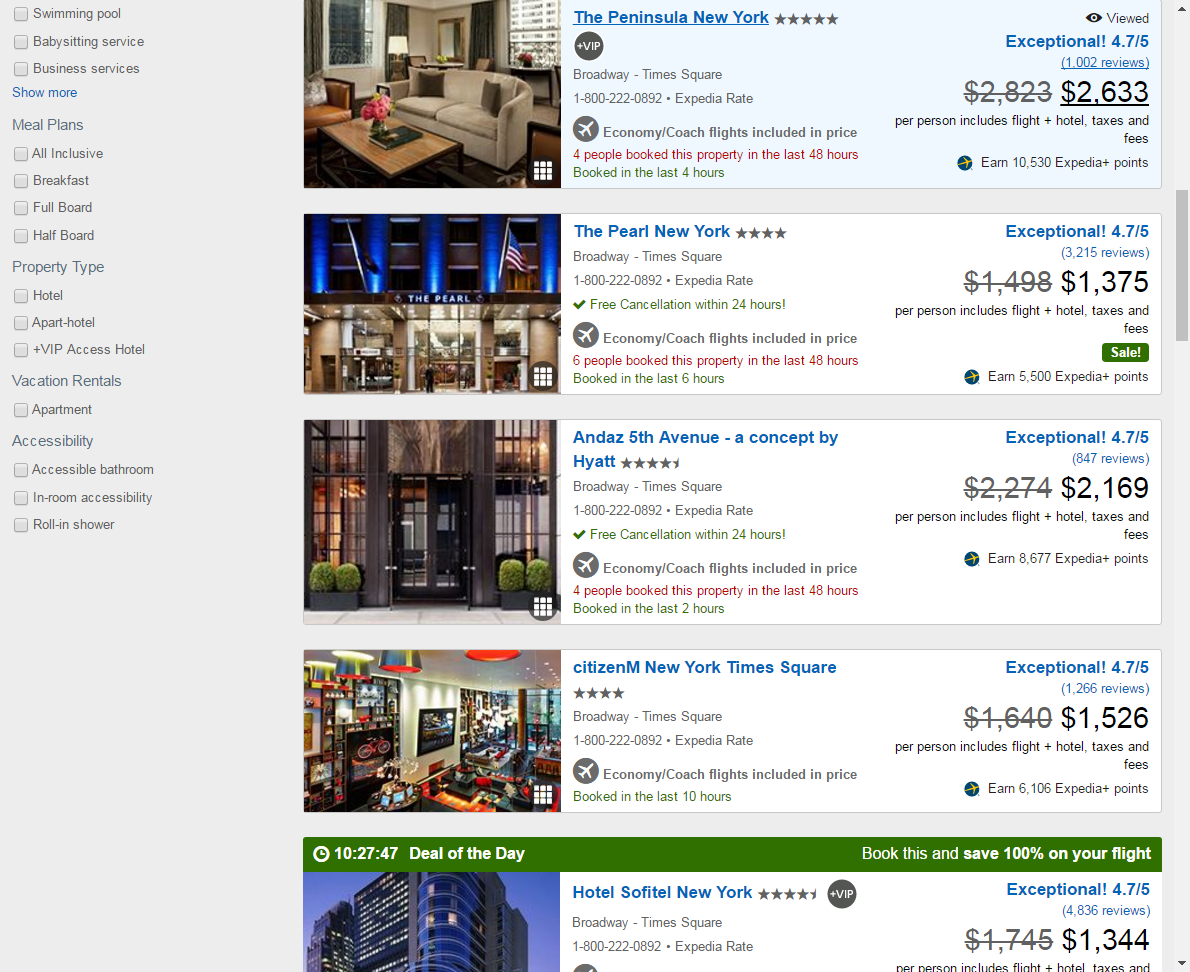 Swimming pool
Babysitting service
Business services
Show more
Meal Plans
All Inclusive
Breakfast
Full Board
Half Board
Property Type
Hotel
Apart-hotel
+VIP Access Hotel
Vacation Rentals
Apartment
Accessibility
Accessible bathroom
In-room accessibility
Roll-in shower
The Peninsula New York
+VIP
Broadway - Times Square
1-800-222-0892 • Expedia Rate
Economy/Coach flights included in price
4 people booked this property in the last 48 hours
Booked in the last 4 hours
Viewed
Exceptional! 4.7/5
(1,002 reviews)
$2,823 $2,633
per person includes flight + hotel, taxes and
fees
Earn 10,530 Expedia+ points
THE PEARL
The Pearl New York
Broadway - Times Square
1-800-222-0892 • Expedia Rate
Free Cancellation within 24 hours!
Economy/Coach flights included in price
6 people booked this property in the last 48 hours
Booked in the last 6 hours
Exceptional! 4.7/5
(3,215 reviews)
$1,498 $1,375
per person includes flight + hotel, taxes and
fees
Sale!
Earn 5,500 Expedia+ points
Andaz 5th Avenue - a concept by
Hyatt
Broadway - Times Square
1-800-222-0892 • Expedia Rate
Free Cancellation within 24 hours!
Economy/Coach flights included in price
4 people booked this property in the last 48 hours
Booked in the last 2 hours
Exceptional! 4.7/5
(847 reviews)
$2,274 $2,169
per person includes flight + hotel, taxes and
fees
Earn 8,677 Expedia+ points
citizenM New York Times Square
Broadway - Times Square
1-800-222-0892 • Expedia Rate
Economy/Coach flights included in price
Booked in the last 10 hours
Exceptional! 4.7/5
(1,266 reviews)
$1,640 $1,526
per person includes flight + hotel, taxes and
fees
Earn 6,106 Expedia+ points
10:27:47 Deal of the Day
Book this and save 100% on your flight
Hotel Sofitel New York +VIP
Broadway - Times Square
1-800-222-0892 • Expedia Rate
Exceptional! 4.7/5
(4,836 reviews)
$1,745 $1,344
per person includes flight + hotel, taxes and